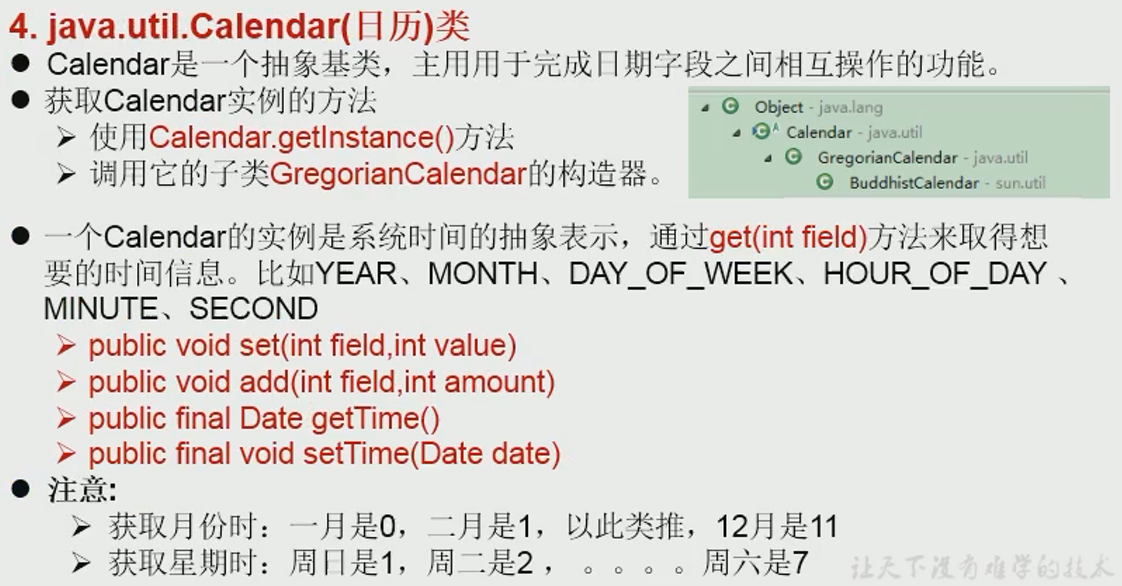 4. java.util.Calendar(日历)类
● Calendar是一个抽象基类，主用用于完成日期字段之间相互操作的功能。
● 获取Calendar实例的方法
➢ 使用Calendar.getInstance()方法
➢ 调用它的子类GregorianCalendar的构造器。
Object - java.lang
Calendar - java.util
GregorianCalendar - java.util
BuddhistCalendar - sun.util
● 一个Calendar的实例是系统时间的抽象表示，通过get(int field)方法来取得想
要的时间信息。比如YEAR、MONTH、DAY_OF_WEEK、HOUR_OF_DAY 、
MINUTE、SECOND
➢ public void set(int field,int value)
➢ public void add(int field,int amount)
➢ public final Date getTime()
➢ public final void setTime(Date date)
● 注意:
➢ 获取月份时：一月是0，二月是1，以此类推，12月是11
➢ 获取星期时：周日是1，周二是2 ， 。。。。周六是7
让天下没有难学的技术